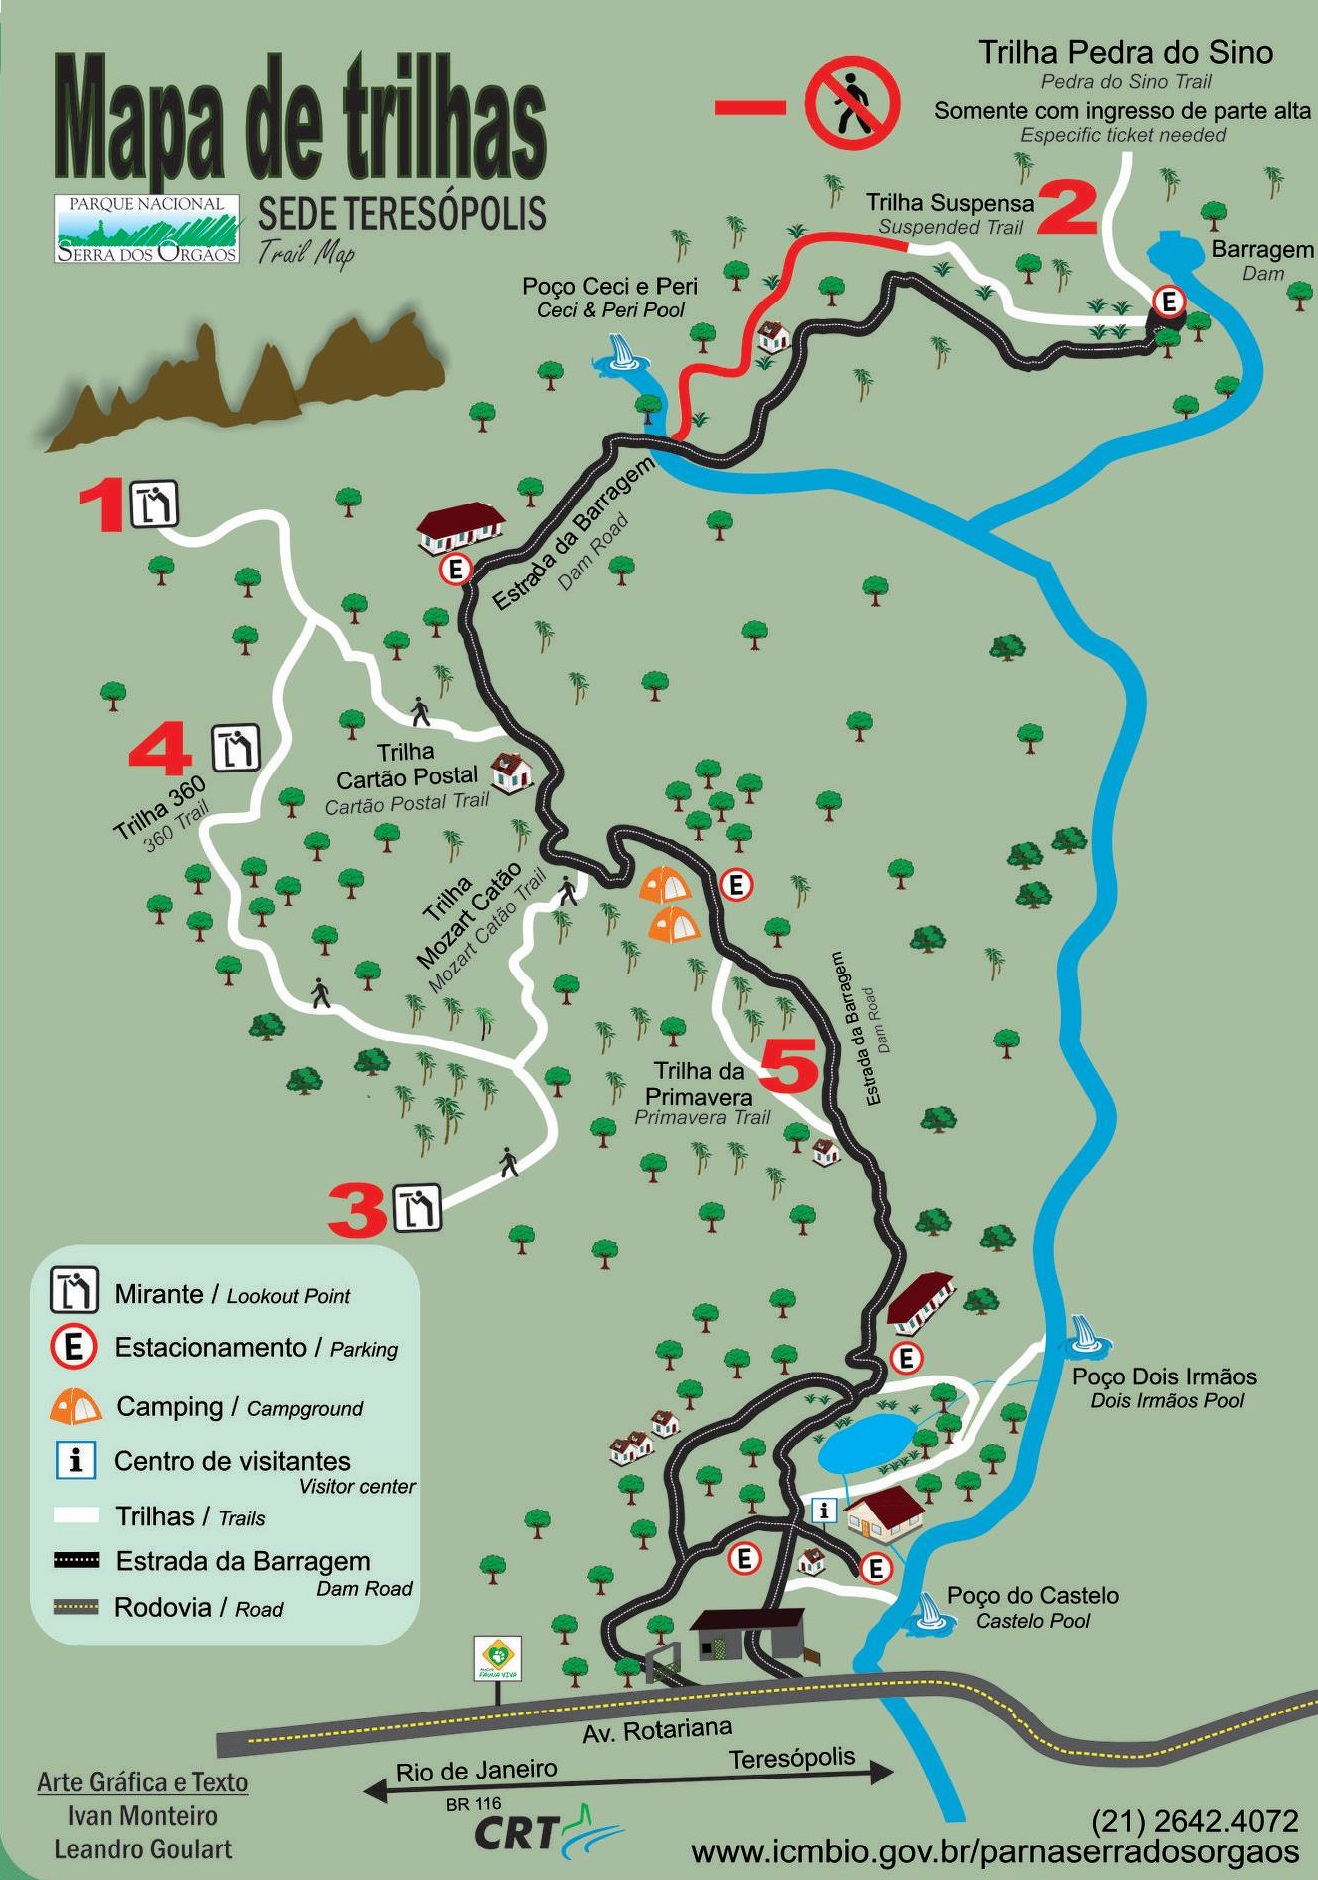 Mapa de trilhas
PARQUE NACIONAL
SERRA DOS ÓRGAOS
SEDE TERESÓPOLIS
Trail Map
Trilha Pedra do Sino
Pedra do Sino Trail
Somente com ingresso de parte alta
Especific ticket needed
Trilha Suspensa
Suspended Trail
2
Barragem
Dam
E
Poço Ceci e Peri
Ceci & Peri Pool
1
Estrada da Barragem
Dam Road
E
4
Trilha 360
360 Trail
Trilha
Cartão Postal
Cartão Postal Trail
Trilha
Mozart Catão
Mozart Catão Trail
E
Estrada da Barragem
Dam Road
Trilha da
Primavera
Primavera Trail
5
3
Mirante / Lookout Point
E
Estacionamento / Parking
Camping / Campground
i
Centro de visitantes
Visitor center
Trilhas / Trails
Estrada da Barragem
Dam Road
Rodovia / Road
E
Poço Dois Irmãos
Dois Irmãos Pool
i
E
E
Poço do Castelo
Castelo Pool
FAUNA VIVA
Av. Rotariana
Rio de Janeiro
Teresópolis
BR 116
CRT
Arte Gráfica e Texto
Ivan Monteiro
Leandro Goulart
(21) 2642.4072
www.icmbio.gov.br/parnaserradosorgaos